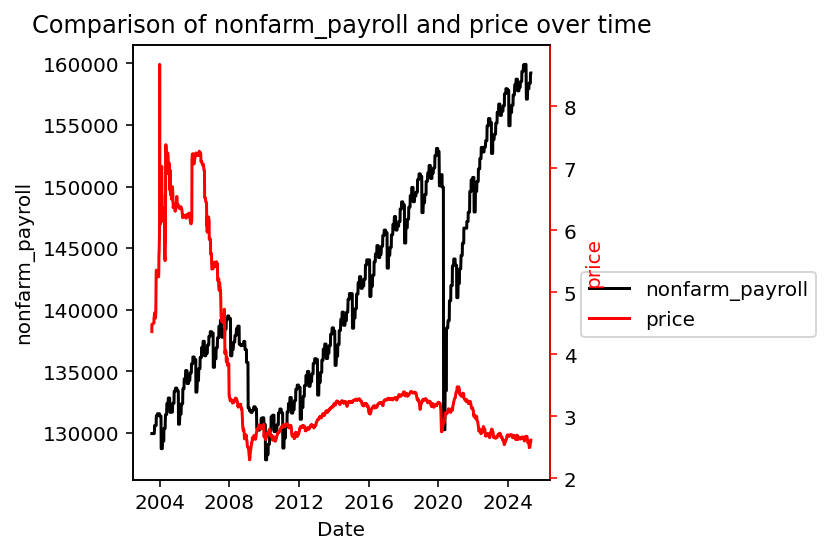 Comparison of nonfarm_payroll and price over time
160000
155000
150000
145000
140000
135000
130000
nonfarm_payroll
8
7
6
5
4
3
2
price
nonfarm_payroll
price
2004 2008 2012 2016 2020 2024
Date